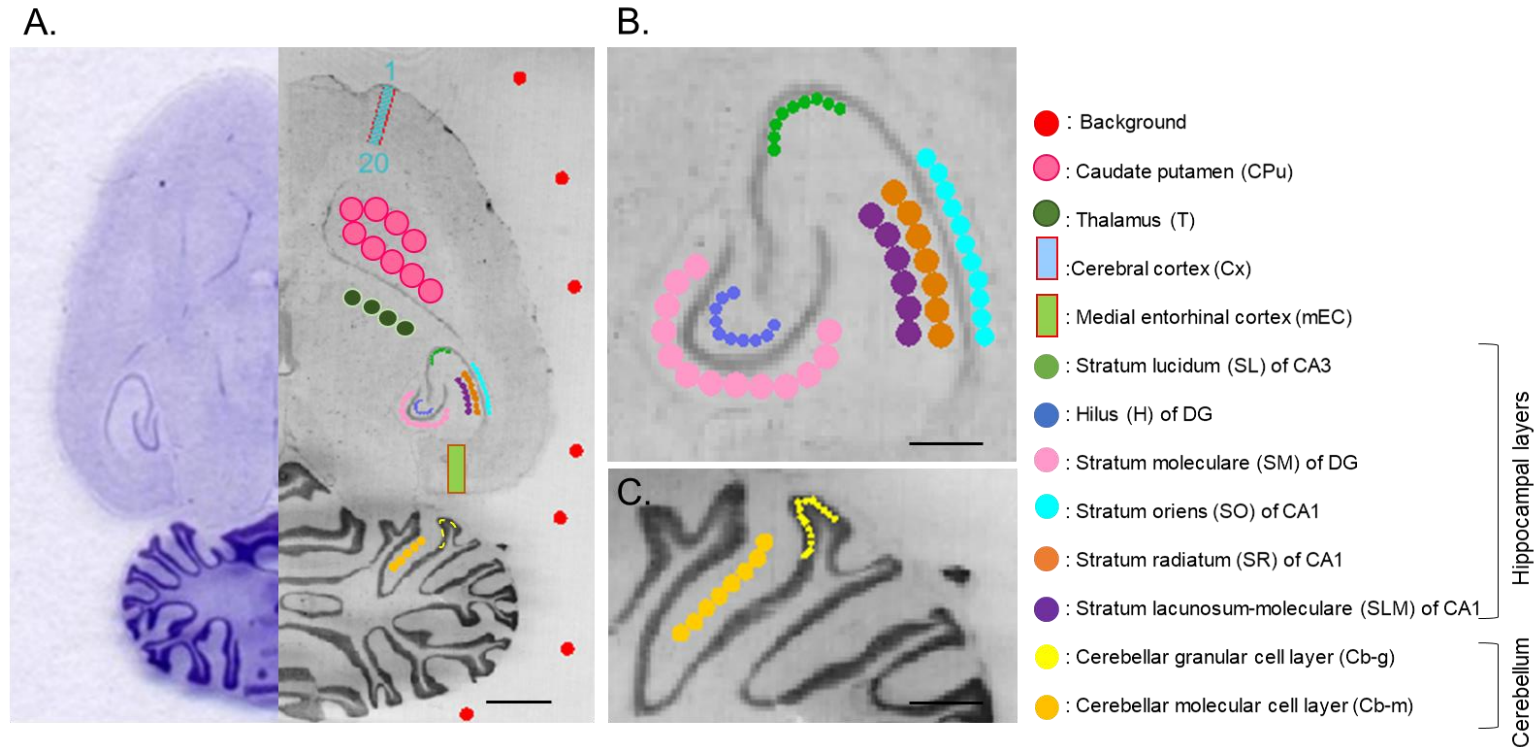 A.
1
20
B.
C.
: Background
: Caudate putamen (CPu)
: Thalamus (T)
:Cerebral cortex (Cx)
: Medial entorhinal cortex (mEC)
: Stratum lucidum (SL) of CA3
: Hilus (H) of DG
: Stratum moleculare (SM) of DG
: Stratum oriens (SO) of CA1
: Stratum radiatum (SR) of CA1
: Stratum lacunosum-moleculare (SLM) of CA1
Hippocampal layers
: Cerebellar granular cell layer (Cb-g)
: Cerebellar molecular cell layer (Cb-m)
Cerebellum